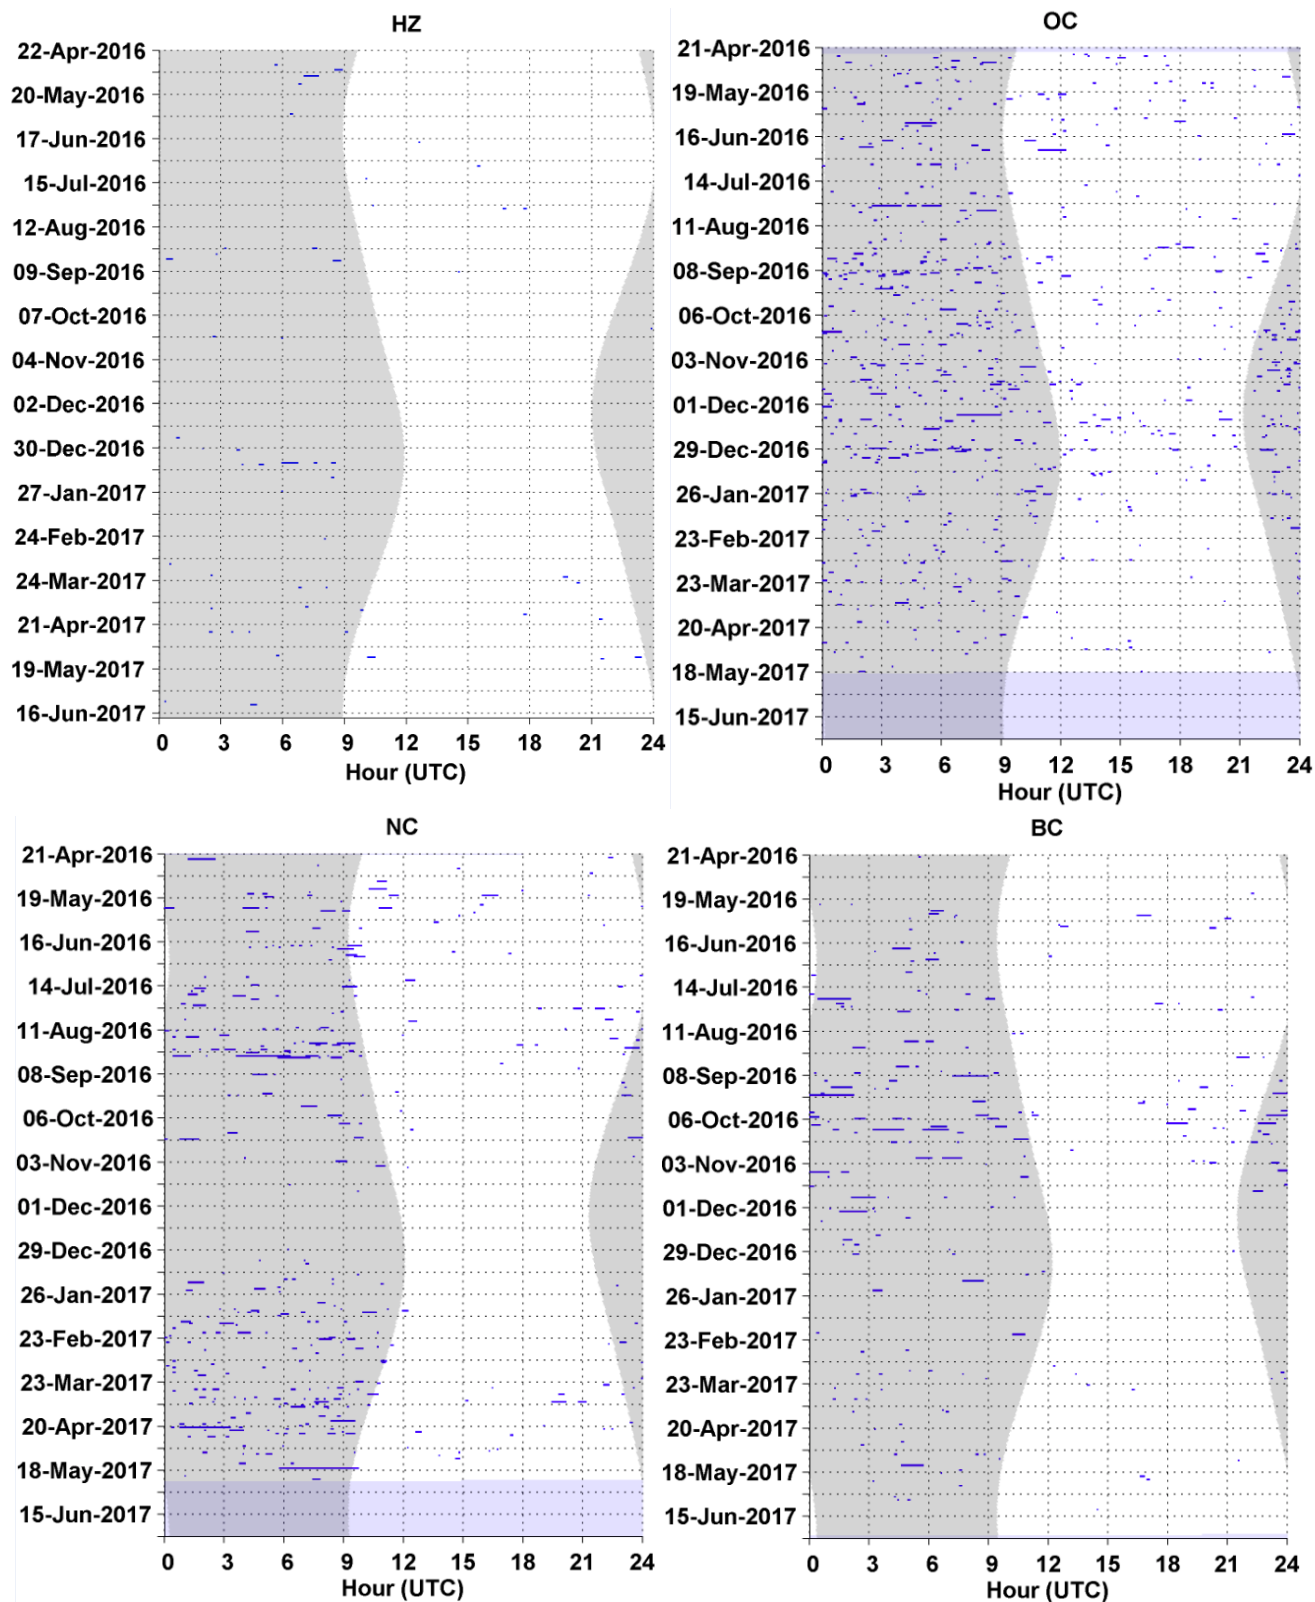 HZ
22-Apr-2016
20-May-2016
17-Jun-2016
15-Jul-2016
12-Aug-2016
09-Sep-2016
07-Oct-2016
04-Nov-2016
02-Dec-2016
30-Dec-2016
27-Jan-2017
24-Feb-2017
24-Mar-2017
21-Apr-2017
19-May-2017
16-Jun-2017
0 3 6 9 12 15 18 21 24
Hour (UTC)
OC
21-Apr-2016
19-May-2016
16-Jun-2016
14-Jul-2016
11-Aug-2016
08-Sep-2016
06-Oct-2016
03-Nov-2016
01-Dec-2016
29-Dec-2016
26-Jan-2017
23-Feb-2017
23-Mar-2017
20-Apr-2017
18-May-2017
15-Jun-2017
0 3 6 9 12 15 18 21 24
Hour (UTC)
NC
21-Apr-2016
19-May-2016
16-Jun-2016
14-Jul-2016
11-Aug-2016
08-Sep-2016
06-Oct-2016
03-Nov-2016
01-Dec-2016
29-Dec-2016
26-Jan-2017
23-Feb-2017
23-Mar-2017
20-Apr-2017
18-May-2017
15-Jun-2017
0 3 6 9 12 15 18 21 24
Hour (UTC)
BC
21-Apr-2016
19-May-2016
16-Jun-2016
14-Jul-2016
11-Aug-2016
08-Sep-2016
06-Oct-2016
03-Nov-2016
01-Dec-2016
29-Dec-2016
26-Jan-2017
23-Feb-2017
23-Mar-2017
20-Apr-2017
18-May-2017
15-Jun-2017
0 3 6 9 12 15 18 21 24
Hour (UTC)